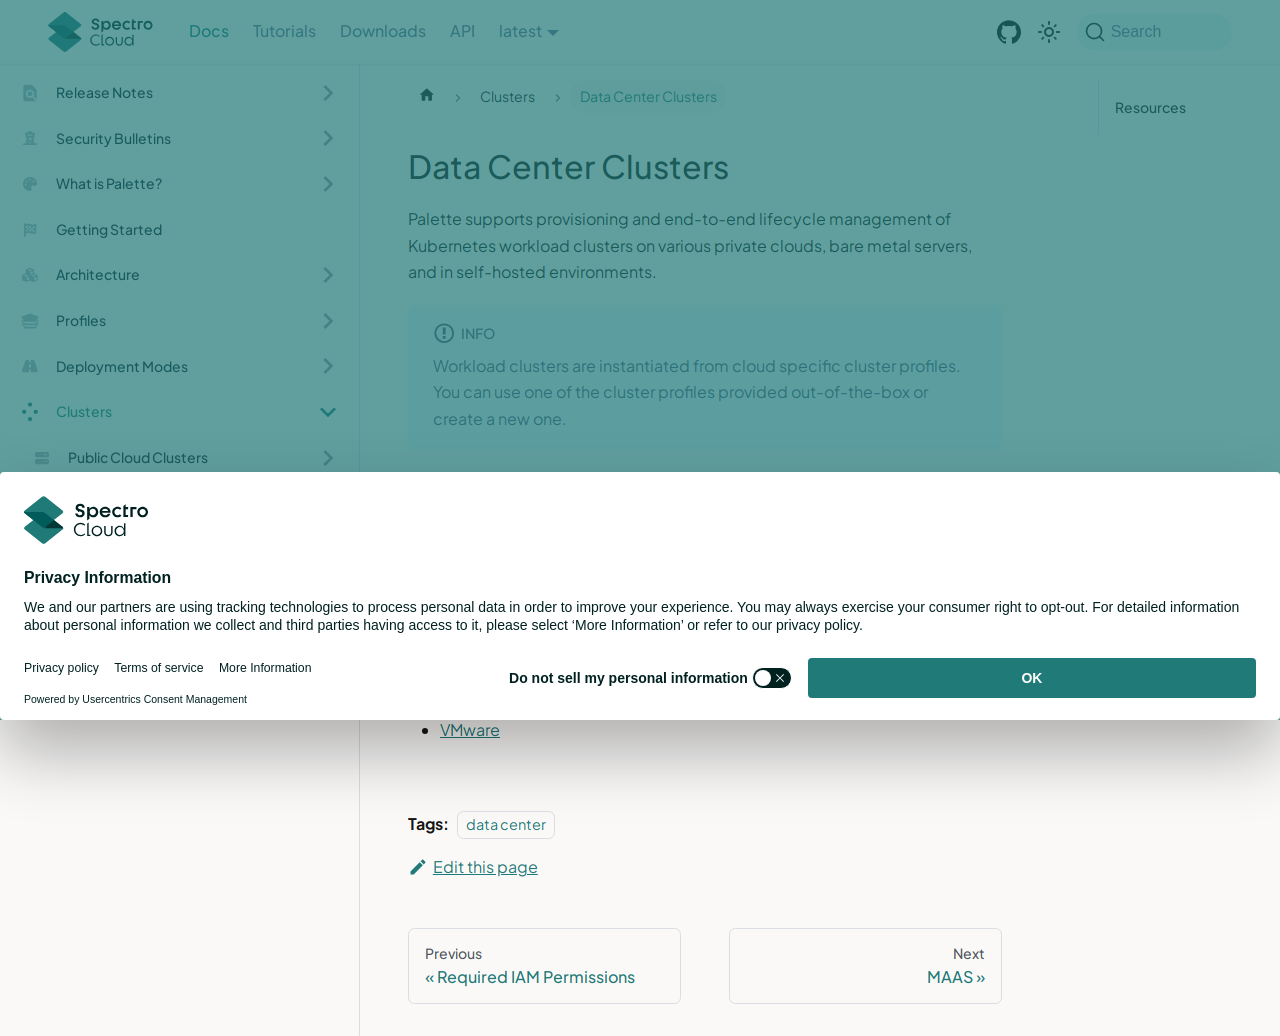 Spectro Cloud
Docs
Tutorials
Downloads
API
latest
Search
Release Notes
Security Bulletins
What is Palette?
Getting Started
Architecture
Profiles
Deployment Modes
Clusters
Public Cloud Clusters
Clusters
Data Center Clusters
Resources
Data Center Clusters
Palette supports provisioning and end-to-end lifecycle management of
Kubernetes workload clusters on various private clouds, bare metal servers,
and in self-hosted environments.
INFO
Workload clusters are instantiated from cloud specific cluster profiles.
You can use one of the cluster profiles provided out-of-the-box or
create a new one.
Spectro
Cloud
Privacy Information
We and our partners are using tracking technologies to process personal data in order to improve your experience. You may always exercise your consumer right to opt-out. For detailed information
about personal information we collect and third parties having access to it, please select ‘More Information’ or refer to our privacy policy.
Privacy policy
Terms of service
More Information
Do not sell my personal information
OK
Powered by Usercentrics Consent Management
VMware
Tags:
data center
Edit this page
Previous
« Required IAM Permissions
Next
MAAS »